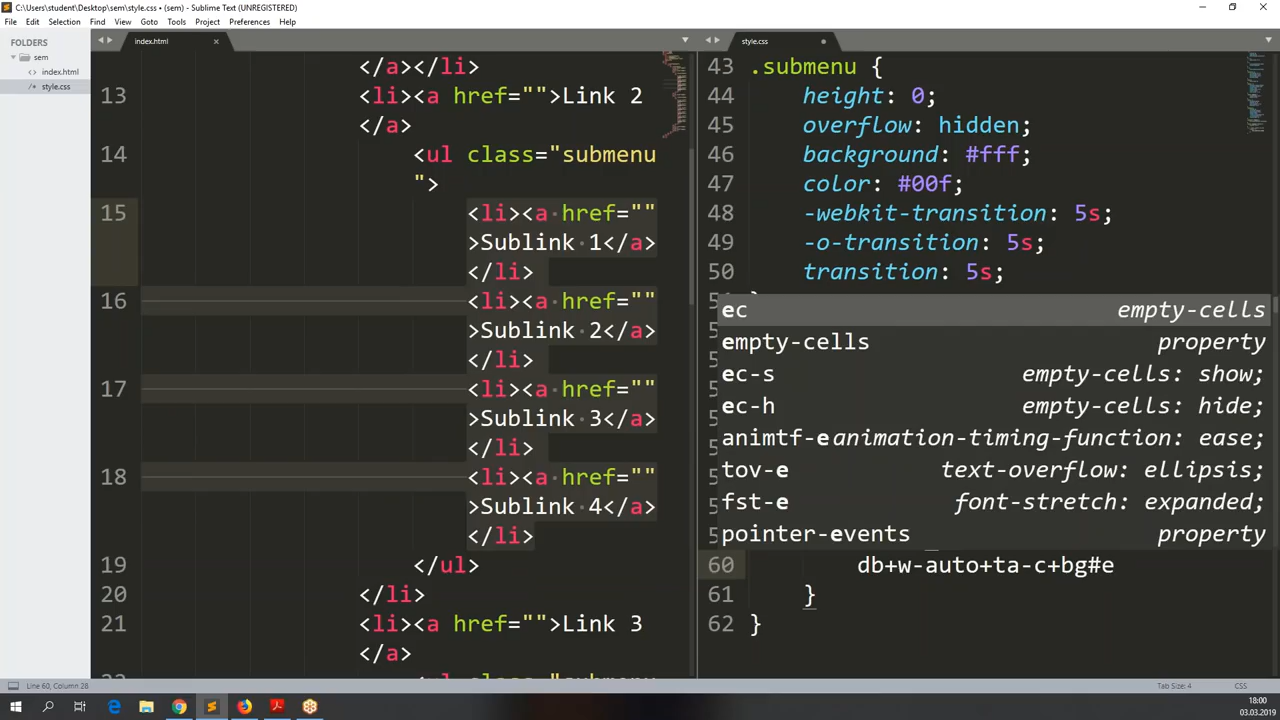 C:\Users\student\Desktop\sem\style.css • (sem) - Sublime Text (UNREGISTERED)
File Edit Selection Find View Goto Tools Project Preferences Help
FOLDERS
sem
<> index.html
/* style.css
index.html
</a></li>
13 <li><a href="">Link 2
</a>
14 <ul class="submenu
">
15 <li><a href=""
>Sublink 1</a>
</li>
16 <li><a href=""
>Sublink 2</a>
</li>
17 <li><a href=""
>Sublink 3</a>
</li>
18 <li><a href=""
>Sublink 4</a>
</li>
19 </ul>
20 </li>
21 <li><a href="">Link 3
</a>
style.css
43 .submenu {
44 height: 0;
45 overflow: hidden;
46 background: #fff;
47 color: #00f;
48 -webkit-transition: 5s;
49 -o-transition: 5s;
50 transition: 5s;
ec empty-cells
empty-cells property
ec-s empty-cells: show;
ec-h empty-cells: hide;
animtf-e animation-timing-function: ease;
tov-e text-overflow: ellipsis;
fst-e font-stretch: expanded;
pointer-events property
60 db+w-auto+ta-c+bg#e
61 }
62 }
Line 60, Column 28
Tab Size: 4 CSS
18:00
03.03.2019